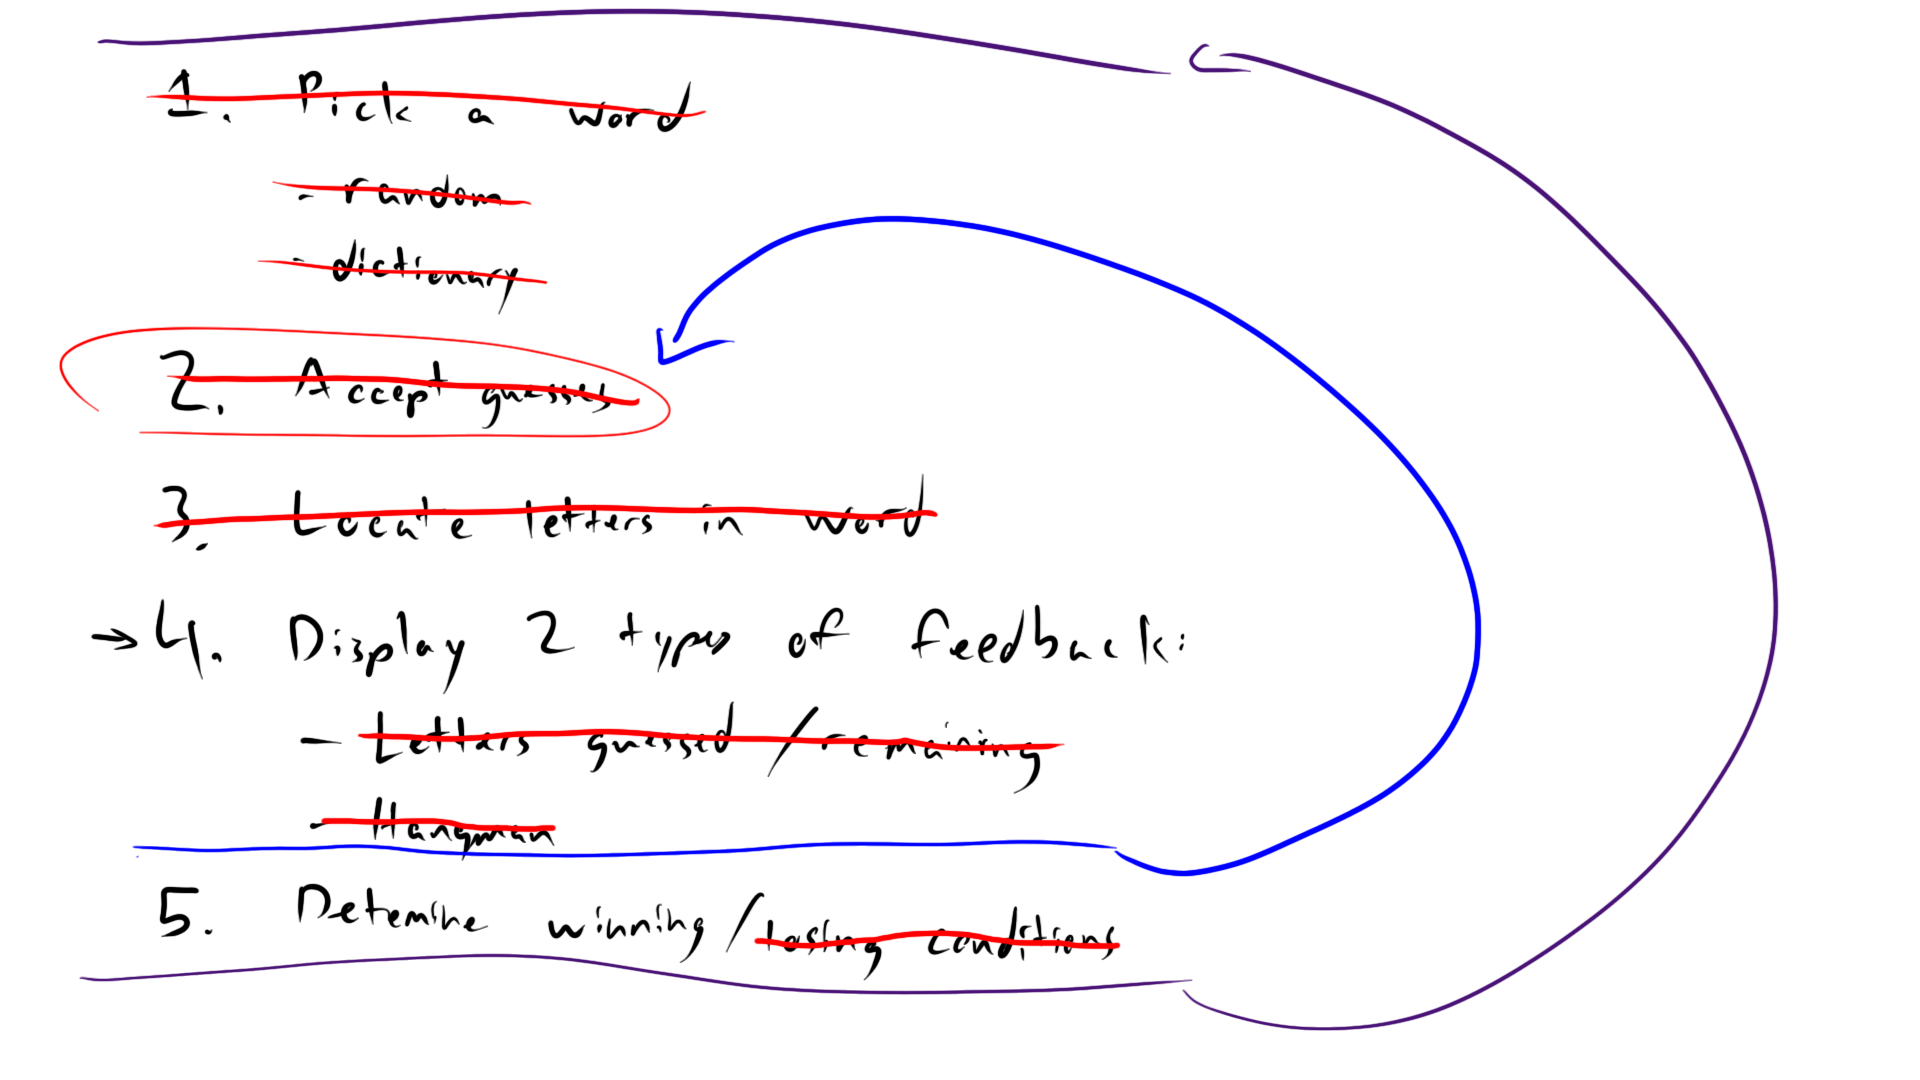 1. Pick a word
- random
- dictionary
2. Accept guesses
3. Locate letters in word
→ 4. Display 2 types of feedback:
- Letters guessed / remaining
- Hangman
5. Detemine winning / losing conditions